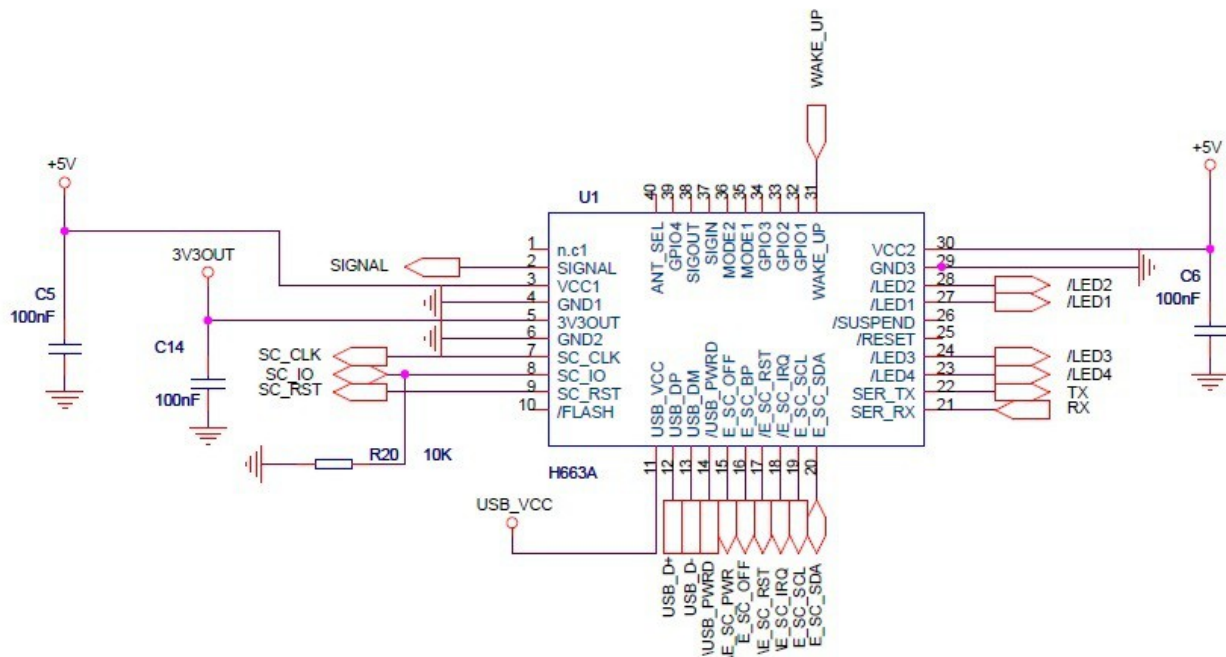 WAKE_UP
+5V
+5V
U1
40
39
38
37
36
35
34
33
32
31
ANT_SEL
GPIO4
SIGOUT
SIGIN
MODE2
MODE1
GPIO3
GPIO2
GPIO1
WAKE_UP
3V3OUT
SIGNAL
C5
100nF
C14
100nF
SC_CLK
SC_IO
SC_RST
R20
10K
1 n.c1
2 SIGNAL
3 VCC1
4 GND1
5 3V3OUT
6 GND2
7 SC_CLK
8 SC_IO
9 SC_RST
10 /FLASH
VCC2 30
GND3 29
/LED2 28 /LED2
/LED1 27 /LED1
/SUSPEND 26
/RESET 25
/LED3 24 /LED3
/LED4 23 /LED4
SER_TX 22 TX
SER_RX 21 RX
C6
100nF
USB_VCC
USB_DP
USB_DM
/USB_PWRD
E_SC_OFF
E_SC_BP
/E_SC_RST
/E_SC_IRQ
E_SC_SCL
E_SC_SDA
H663A
11
12
13
14
15
16
17
18
19
20
USB_VCC
USB_D+
USB_D-
\USB_PWRD
\E_SC_PWR
E_SC_OFF
\E_SC_RST
\E_SC_IRQ
E_SC_SCL
E_SC_SDA